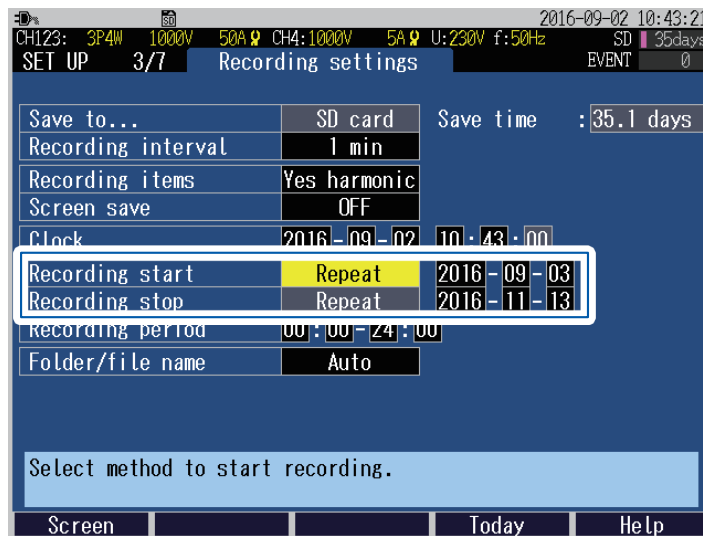 SD 2016-09-02 10:43:21
CH123: 3P4W 1000V 50A CH4:1000V 5A U:230V f:50Hz SD 35days
SET UP 3/7 Recording settings EVENT 0
Save to... SD card Save time :35.1 days
Recording interval 1 min
Recording items Yes harmonic
Screen save OFF
Clock 2016-09-02 10:43:00
Recording start Repeat 2016-09-03
Recording stop Repeat 2016-11-13
Recording period 00:00-24:00
Folder/file name Auto
Select method to start recording.
Screen Today Help